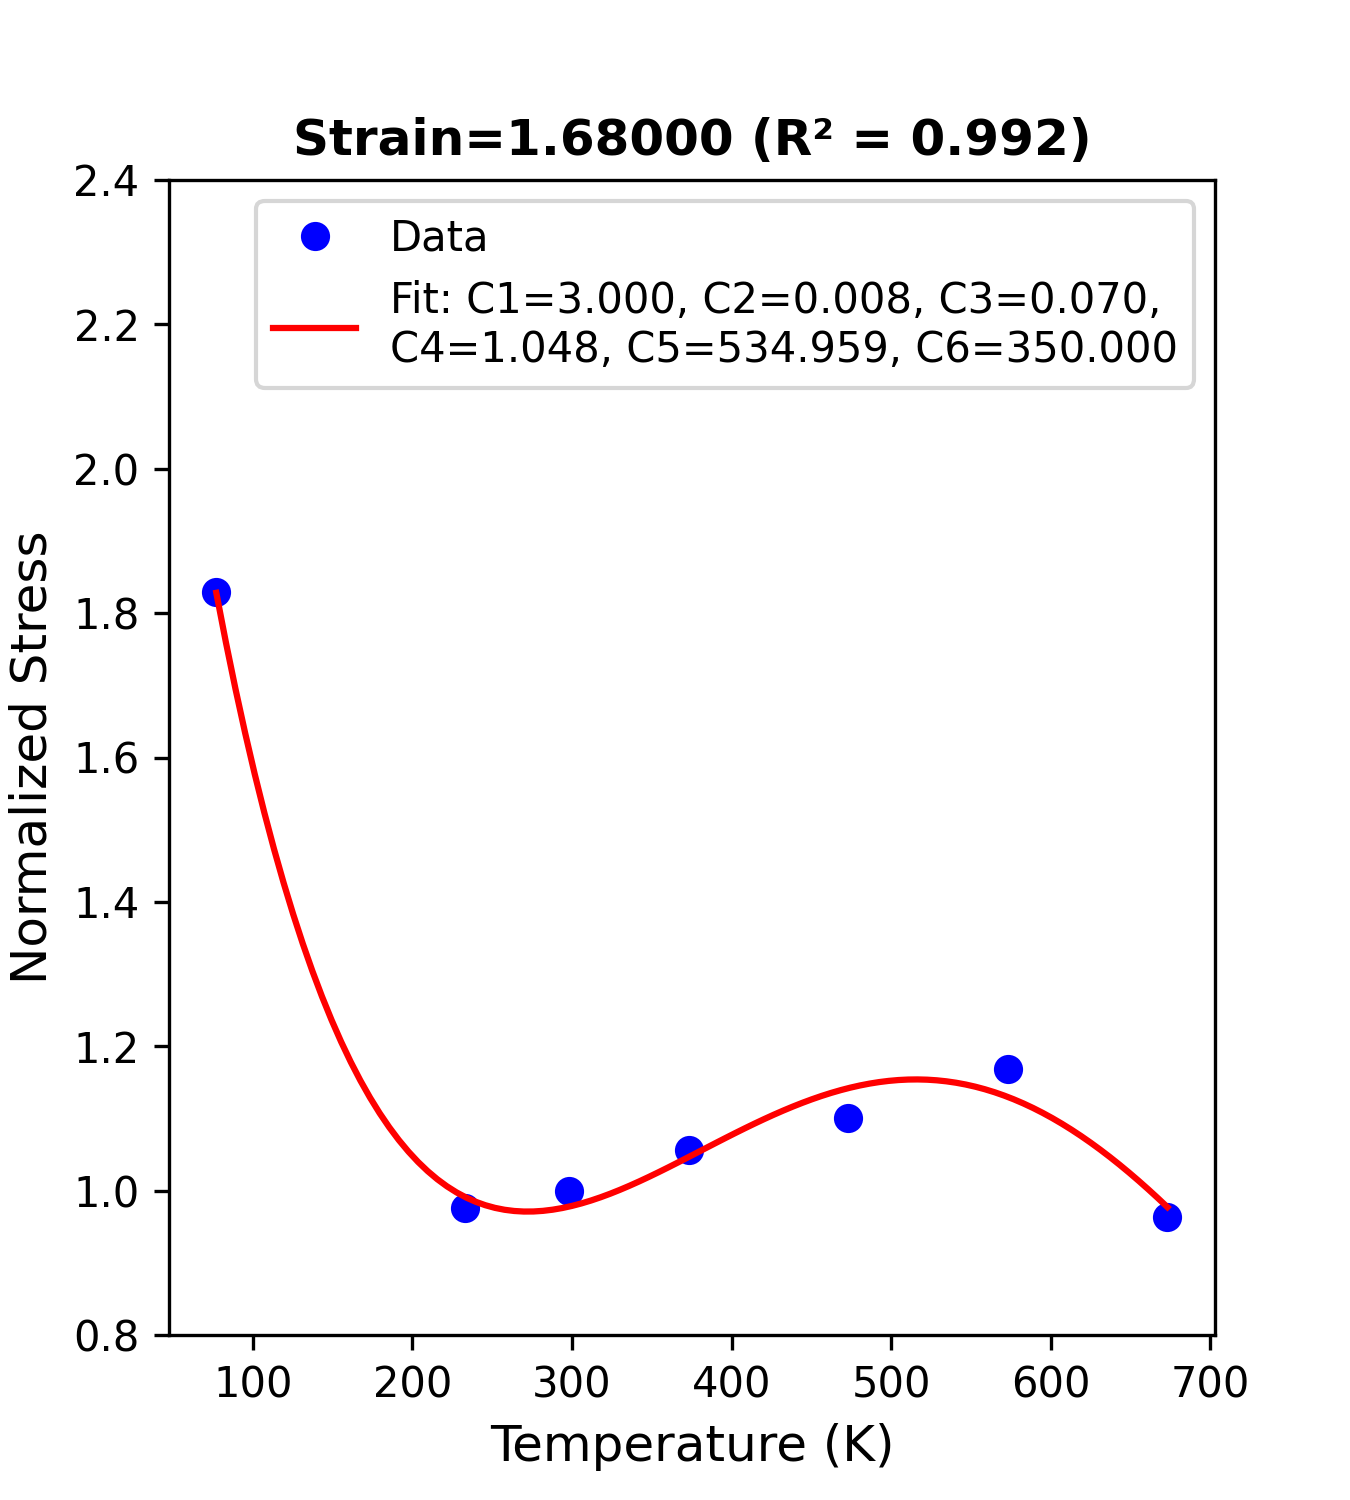 Strain=1.68000 (R² = 0.992)
Data
Fit: C1=3.000, C2=0.008, C3=0.070,
C4=1.048, C5=534.959, C6=350.000
2.4
2.2
2.0
1.8
1.6
1.4
1.2
1.0
0.8
Normalized Stress
100 200 300 400 500 600 700
Temperature (K)